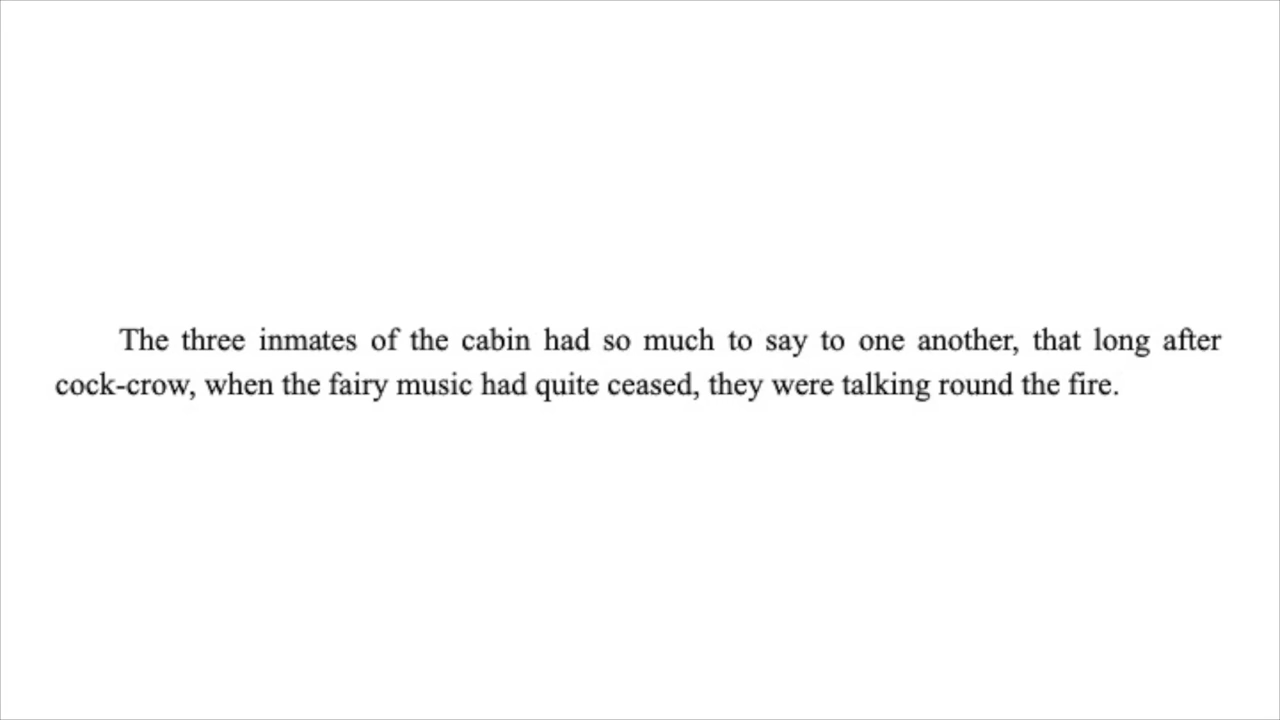 The three inmates of the cabin had so much to say to one another, that long after
cock-crow, when the fairy music had quite ceased, they were talking round the fire.